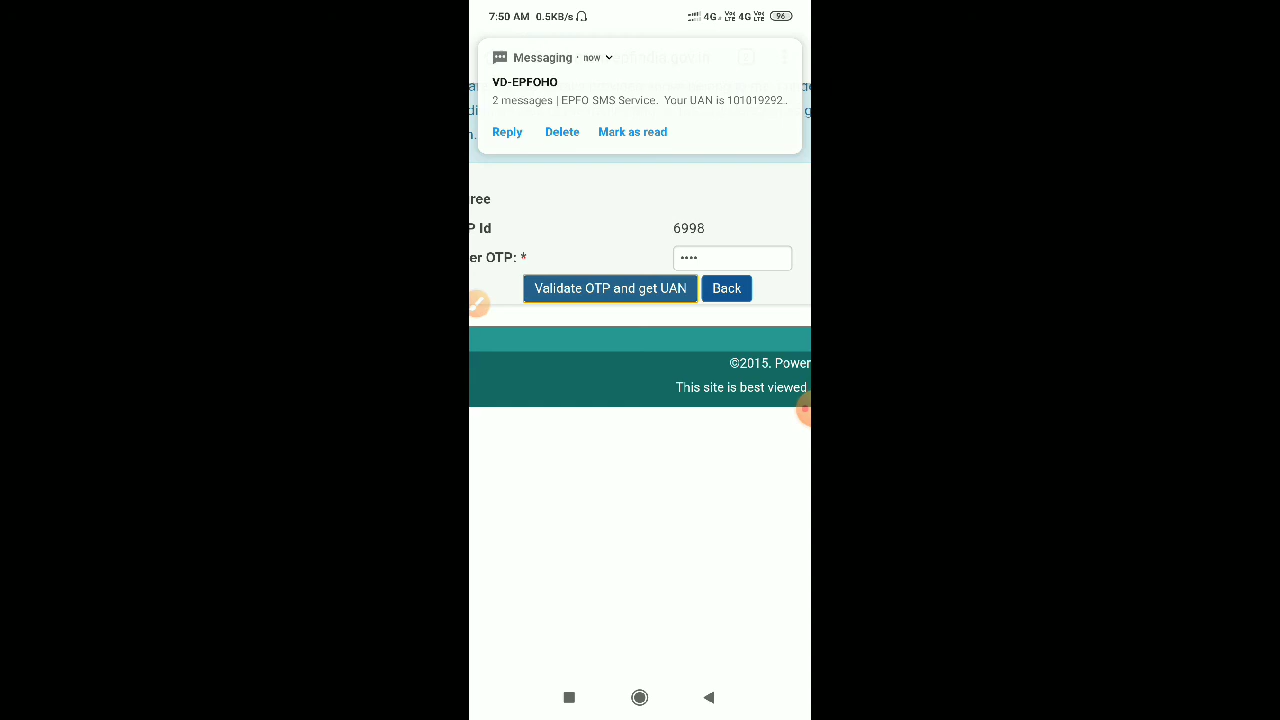 7:50 AM 0.5KB/s 4G 4G 96
Messaging · now
VD-EPFOHO
2 messages | EPFO SMS Service. Your UAN is 101019292..
Reply Delete Mark as read
ree
P Id 6998
er OTP: * ••••
Validate OTP and get UAN Back
©2015. Power
This site is best viewed